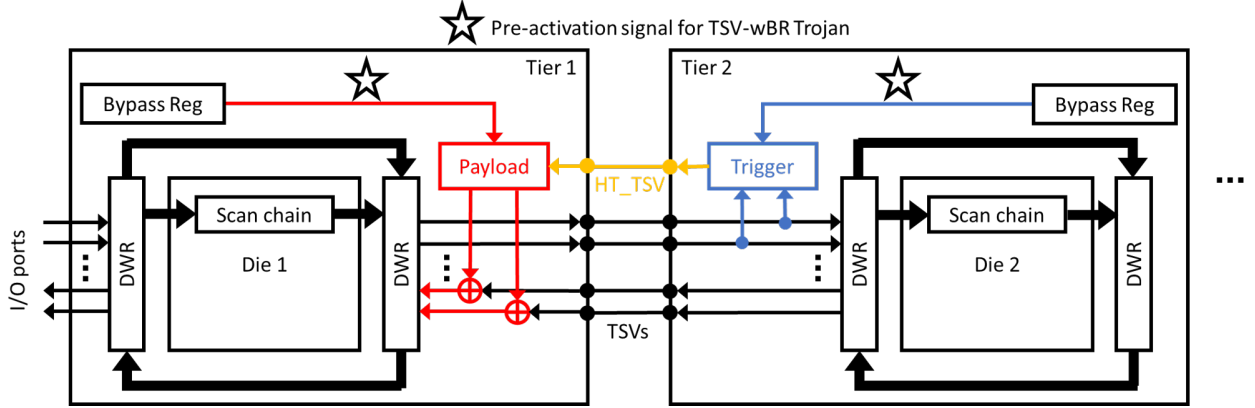 Pre-activation signal for TSV-wBR Trojan
Tier 1
Tier 2
Bypass Reg
Bypass Reg
Payload
HT_TSV
Trigger
I/O ports
DWR
Scan chain
Die 1
DWR
TSVs
DWR
Scan chain
Die 2
DWR